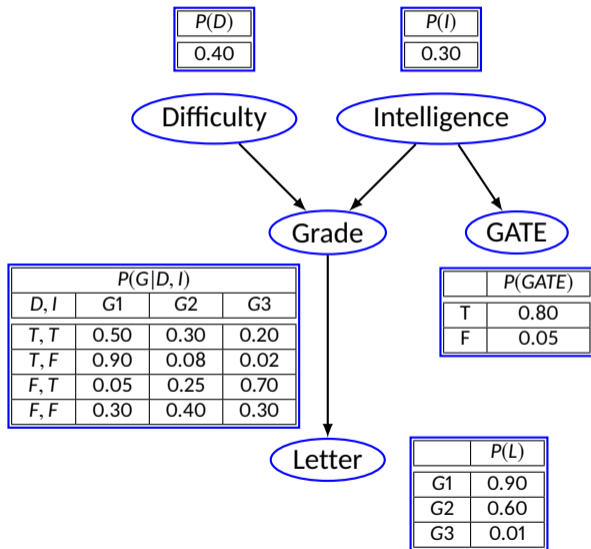 P(D) P(I)
0.40 0.30
Difficulty Intelligence
Grade GATE
P(G|D, I)
D, I G1 G2 G3
T, T 0.50 0.30 0.20
T, F 0.90 0.08 0.02
F, T 0.05 0.25 0.70
F, F 0.30 0.40 0.30
P(GATE)
T 0.80
F 0.05
Letter
P(L)
G1 0.90
G2 0.60
G3 0.01